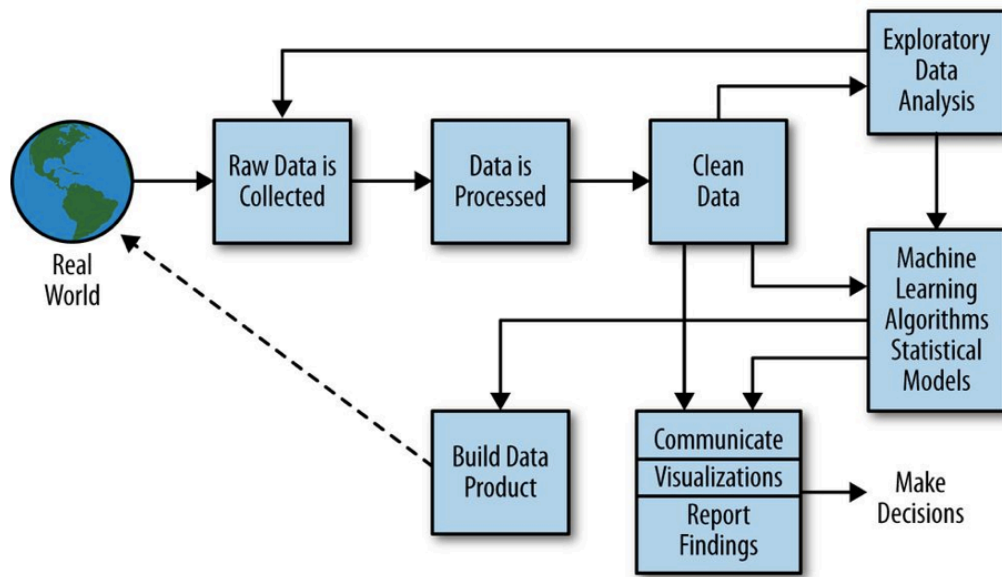 Exploratory
Data
Analysis
Raw Data is
Collected
Data is
Processed
Clean
Data
Real
World
Machine
Learning
Algorithms
Statistical
Models
Build Data
Product
Communicate
Visualizations
Report
Findings
Make
Decisions